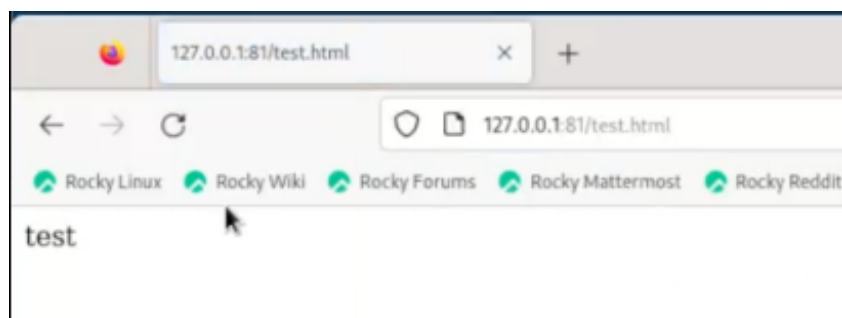 127.0.0.1:81/test.html
127.0.0.1:81/test.html
Rocky Linux Rocky Wiki Rocky Forums Rocky Mattermost Rocky Reddit
test